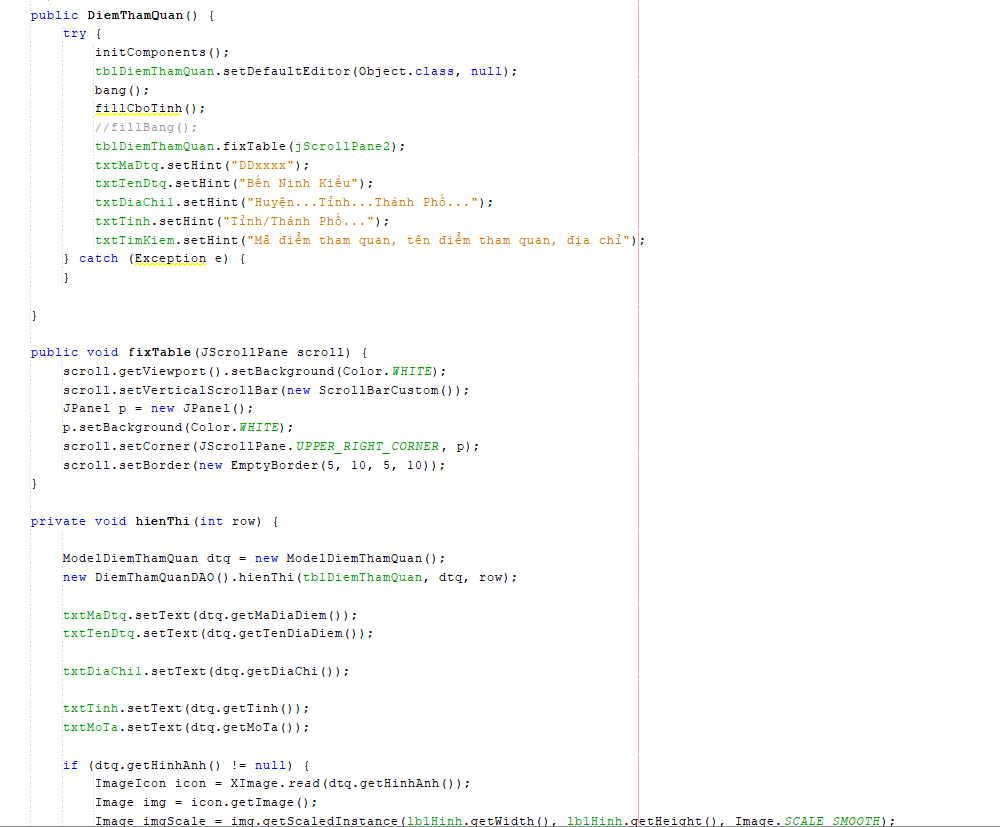 public DiemThamQuan() {
try {
initComponents();
tblDiemThamQuan.setDefaultEditor(Object.class, null);
bang();
fillCboTinh();
//fillBang();
tblDiemThamQuan.fixTable(jScrollPane2);
txtMaDtq.setHint("DDxxxx");
txtTenDtq.setHint("Bến Ninh Kiều");
txtDiaChi1.setHint("Huyện...Tỉnh...Thành Phố...");
txtTinh.setHint("Tỉnh/Thành Phố...");
txtTimKiem.setHint("Mã điểm tham quan, tên điểm tham quan, địa chỉ");
} catch (Exception e) {
}
}
public void fixTable(JScrollPane scroll) {
scroll.getViewport().setBackground(Color.WHITE);
scroll.setVerticalScrollBar(new ScrollBarCustom());
JPanel p = new JPanel();
p.setBackground(Color.WHITE);
scroll.setCorner(JScrollPane.UPPER_RIGHT_CORNER, p);
scroll.setBorder(new EmptyBorder(5, 10, 5, 10));
}
private void hienThi(int row) {
ModelDiemThamQuan dtq = new ModelDiemThamQuan();
new DiemThamQuanDAO().hienThi(tblDiemThamQuan, dtq, row);
txtMaDtq.setText(dtq.getMaDiaDiem());
txtTenDtq.setText(dtq.getTenDiaDiem());
txtDiaChi1.setText(dtq.getDiaChi());
txtTinh.setText(dtq.getTinh());
txtMoTa.setText(dtq.getMoTa());
if (dtq.getHinhAnh() != null) {
ImageIcon icon = XImage.read(dtq.getHinhAnh());
Image img = icon.getImage();
Image imgScale = img.getScaledInstance(lblHinh.getWidth(), lblHinh.getHeight(), Image.SCALE_SMOOTH);